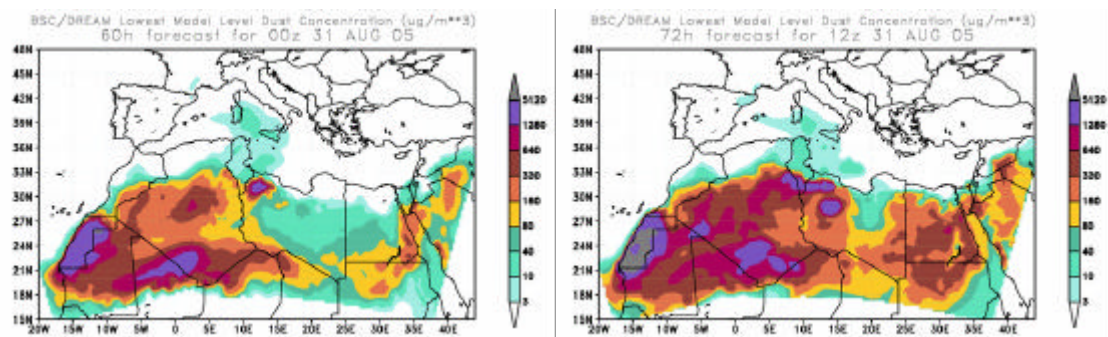 BSC/DREAM Lowest Model Level Dust Concentration (ug/m**3)
60h forecast for 00z 31 AUG 05
48N
45N
42N
39N
36N
33N
30N
27N
24N
21N
18N
15N
20W 15W 10W 5W 0 5E 10E 15E 20E 25E 30E 35E 40E
5120
1280
640
320
160
80
40
10
3
BSC/DREAM Lowest Model Level Dust Concentration (ug/m**3)
72h forecast for 12z 31 AUG 05
48N
45N
42N
39N
36N
33N
30N
27N
24N
21N
18N
15N
20W 15W 10W 5W 0 5E 10E 15E 20E 25E 30E 35E 40E
5120
1280
640
320
160
80
40
10
3